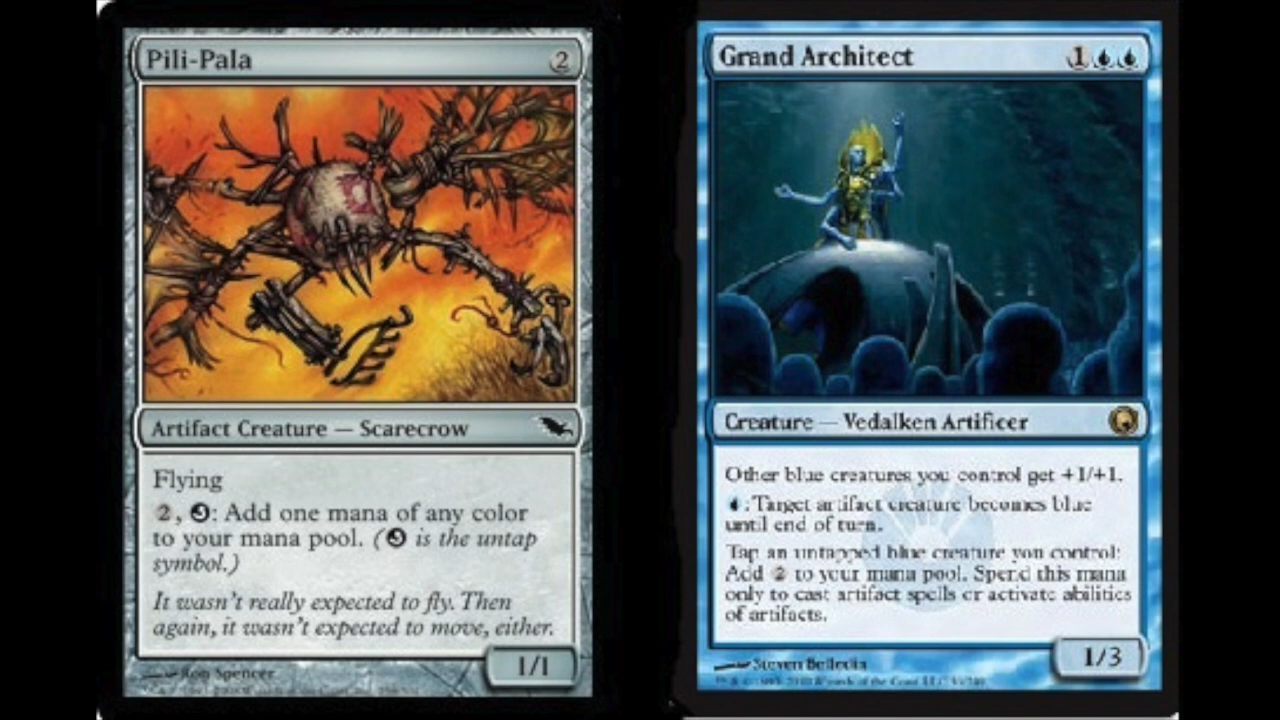 Pili-Pala 2
Artifact Creature — Scarecrow
Flying
2, : Add one mana of any color
to your mana pool. ( is the untap
symbol.)
It wasn't really expected to fly. Then
again, it wasn't expected to move, either.
Ron Spencer
1/1
Grand Architect 1
Creature — Vedalken Artificer
Other blue creatures you control get +1/+1.
: Target artifact creature becomes blue
until end of turn.
Tap an untapped blue creature you control:
Add 2 to your mana pool. Spend this mana
only to cast artifact spells or activate abilities
of artifacts.
1/3
Steven Belledin